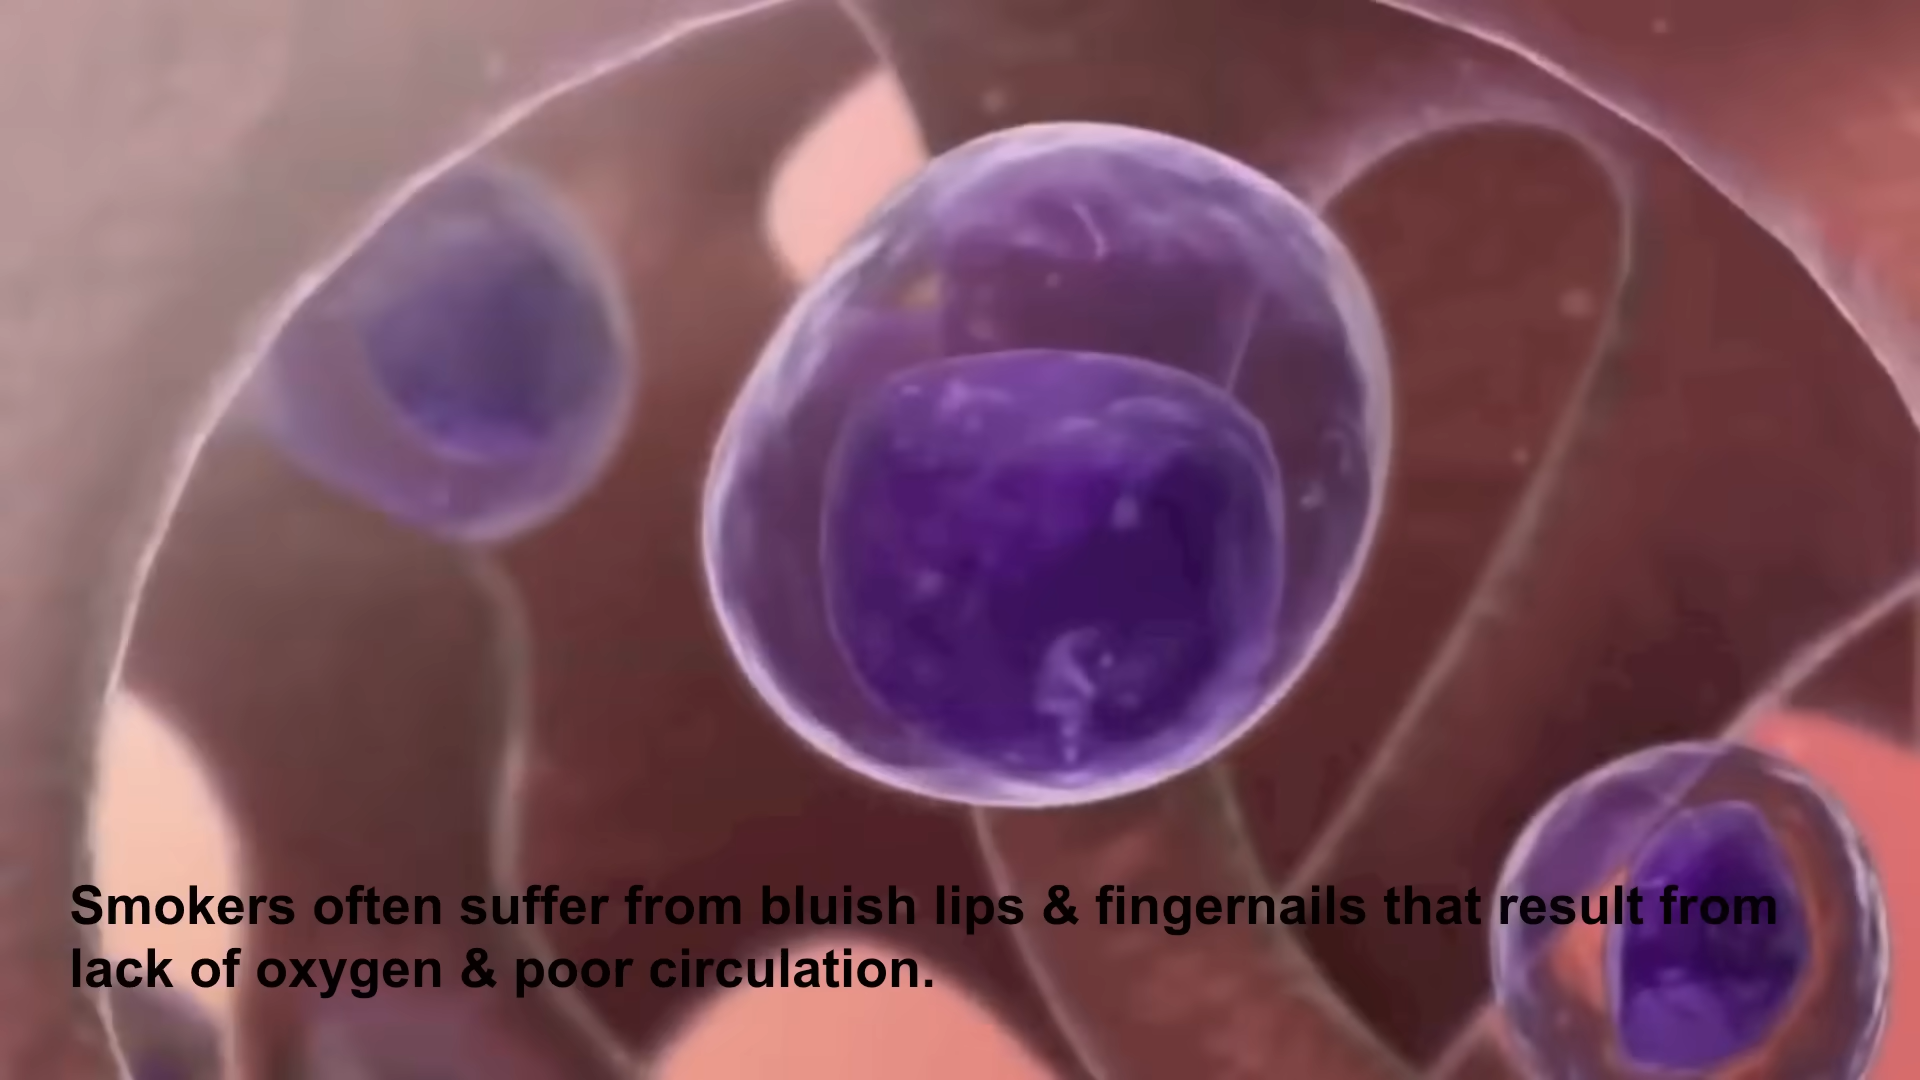 Smokers often suffer from bluish lips & fingernails that result from
lack of oxygen & poor circulation.